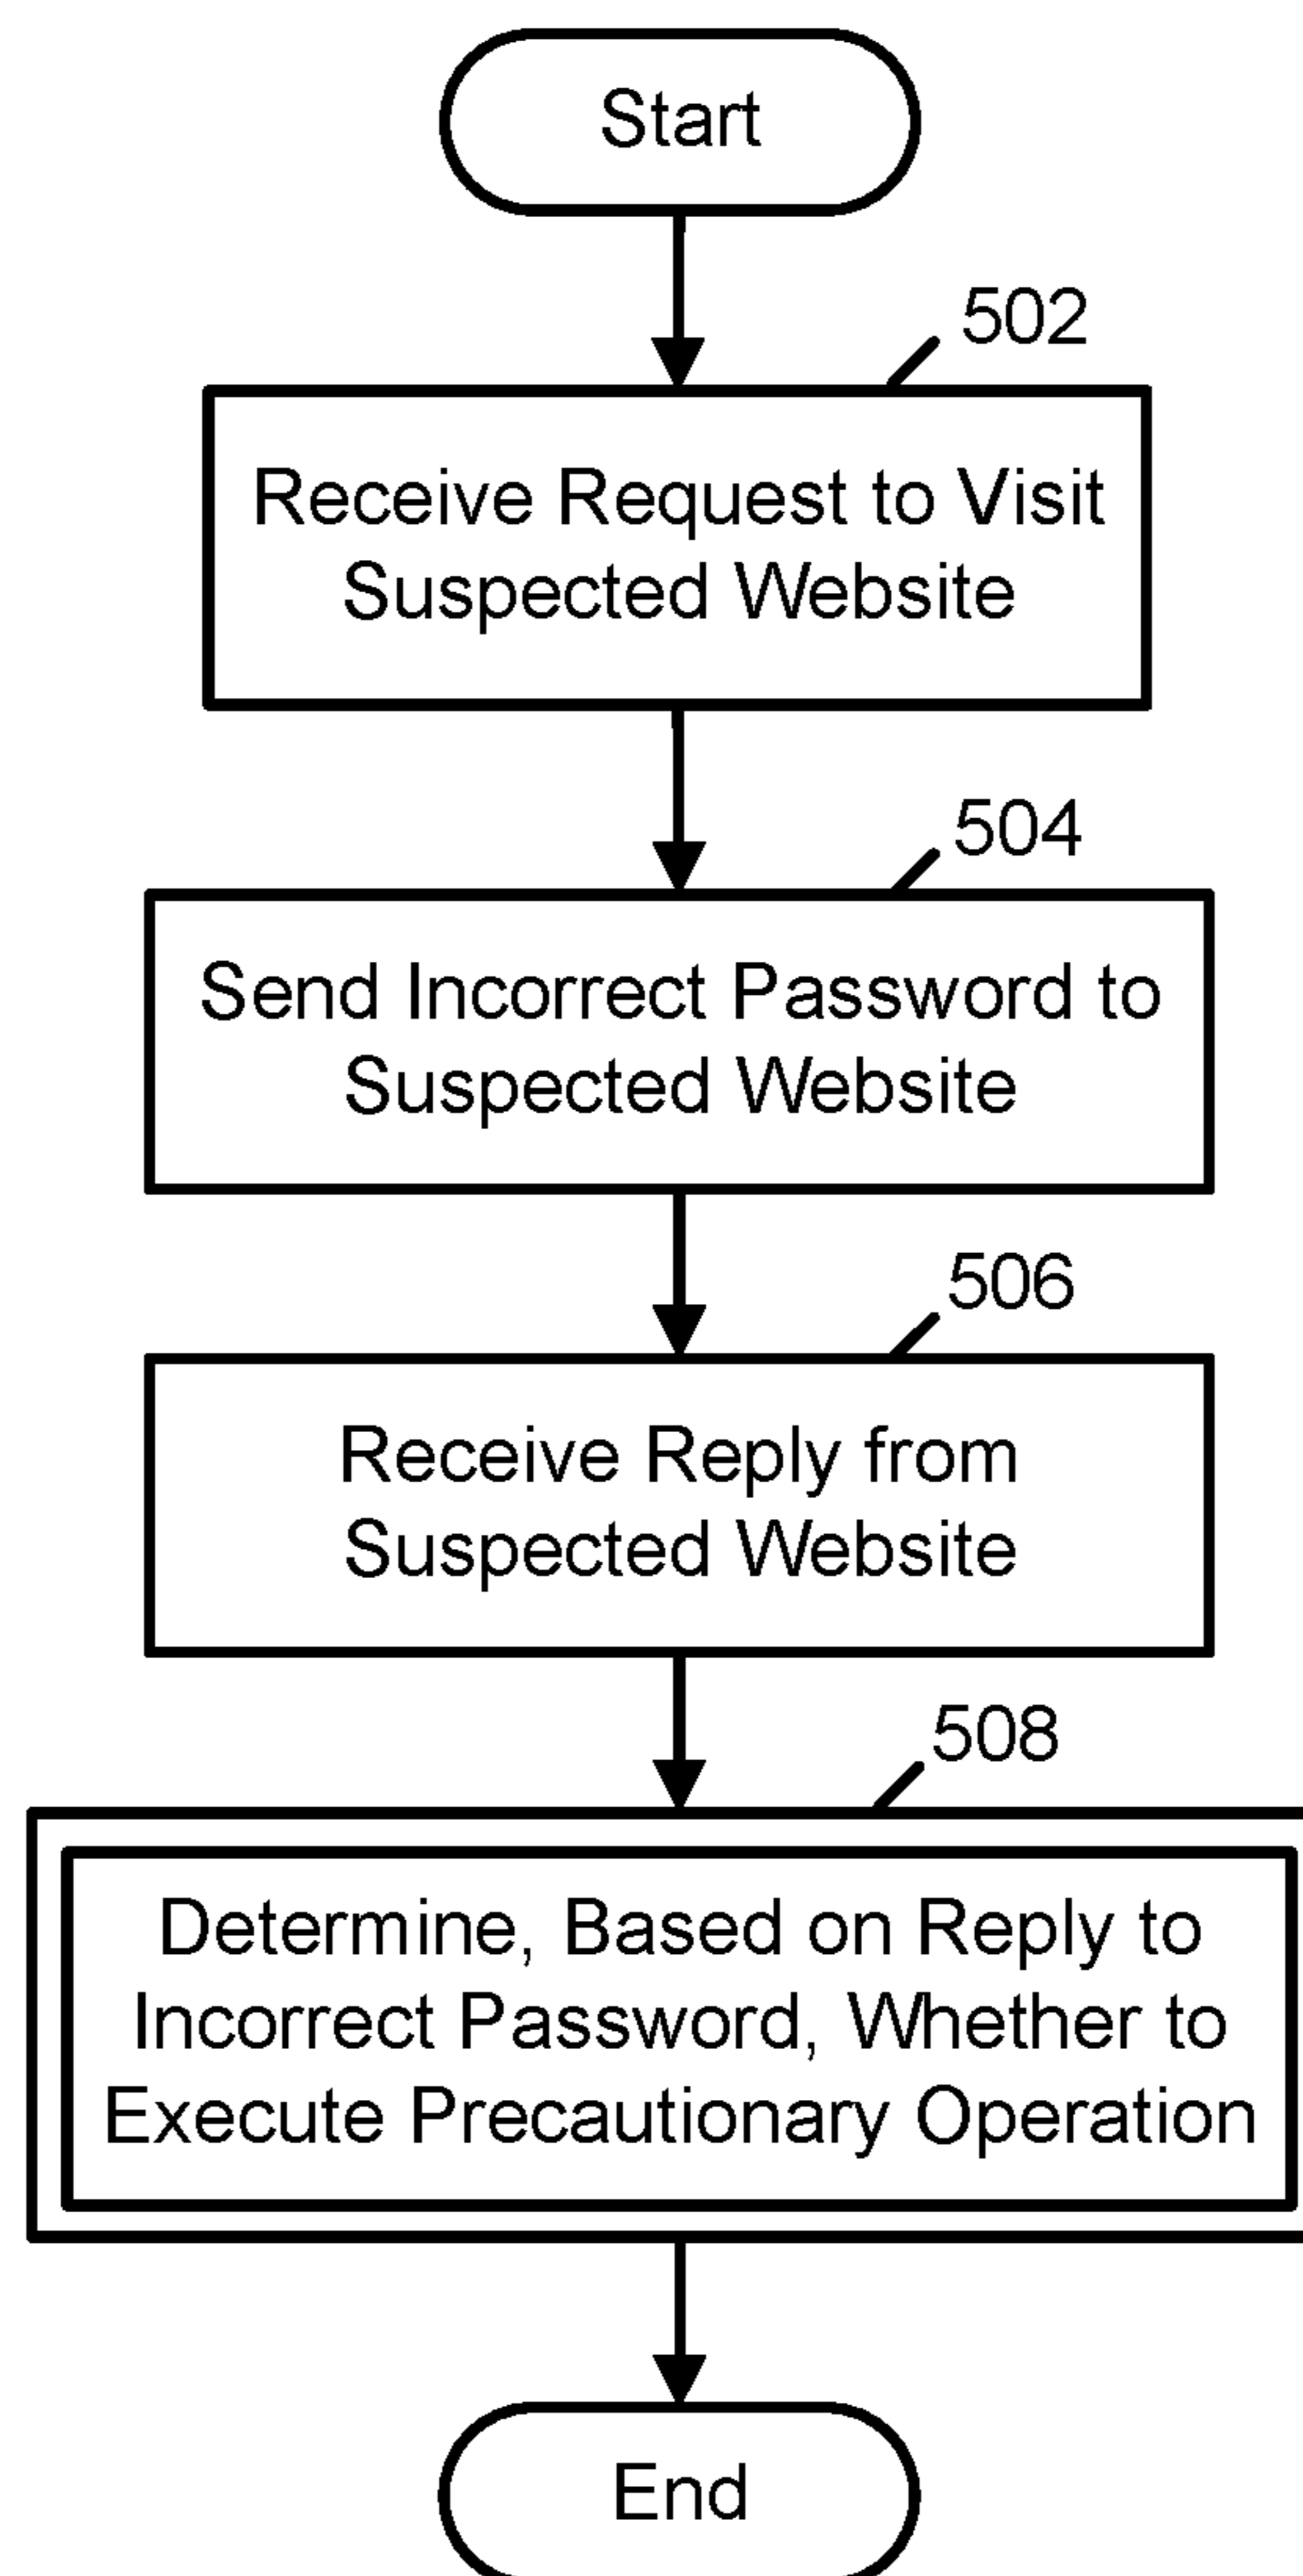 Start
502
Receive Request to Visit
Suspected Website
504
Send Incorrect Password to
Suspected Website
506
Receive Reply from
Suspected Website
508
Determine, Based on Reply to
Incorrect Password, Whether to
Execute Precautionary Operation
End